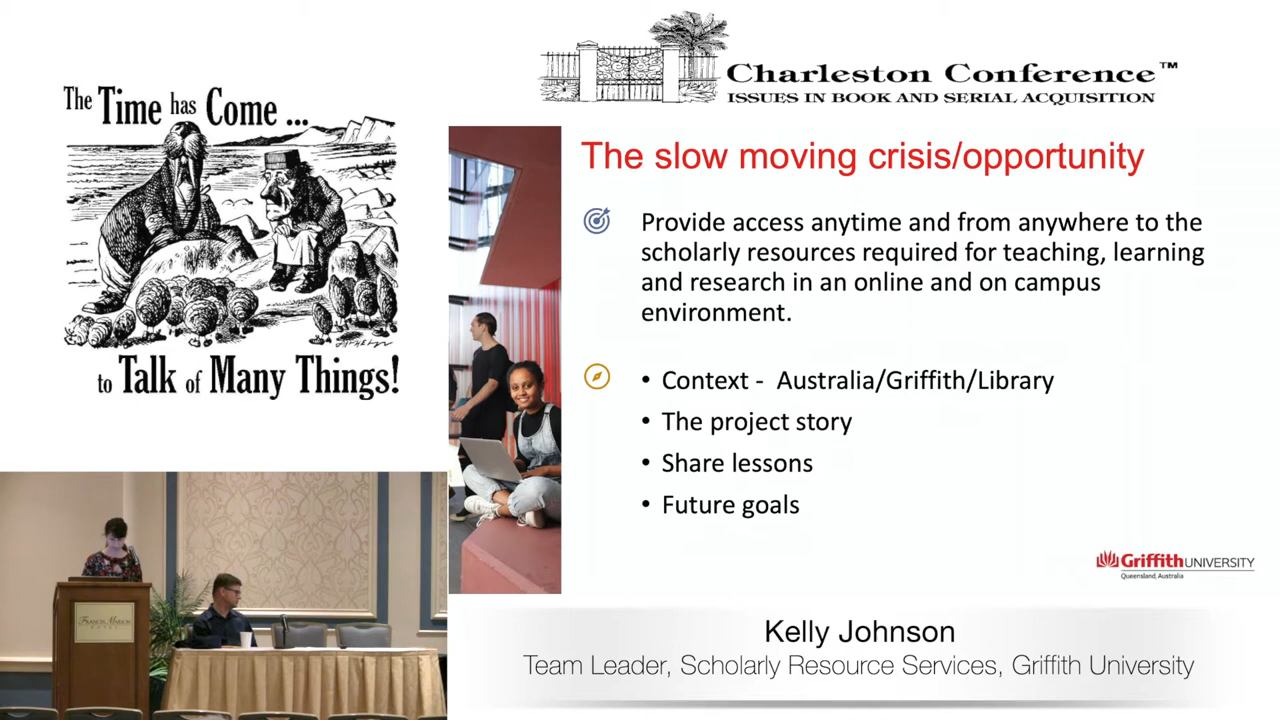 The Time has Come ...
to Talk of Many Things!
Charleston Conference™
ISSUES IN BOOK AND SERIAL ACQUISITION
The slow moving crisis/opportunity
Provide access anytime and from anywhere to the
scholarly resources required for teaching, learning
and research in an online and on campus
environment.
• Context - Australia/Griffith/Library
• The project story
• Share lessons
• Future goals
Griffith UNIVERSITY
Queensland, Australia
FRANCIS MARION
HOTEL
Kelly Johnson
Team Leader, Scholarly Resource Services, Griffith University